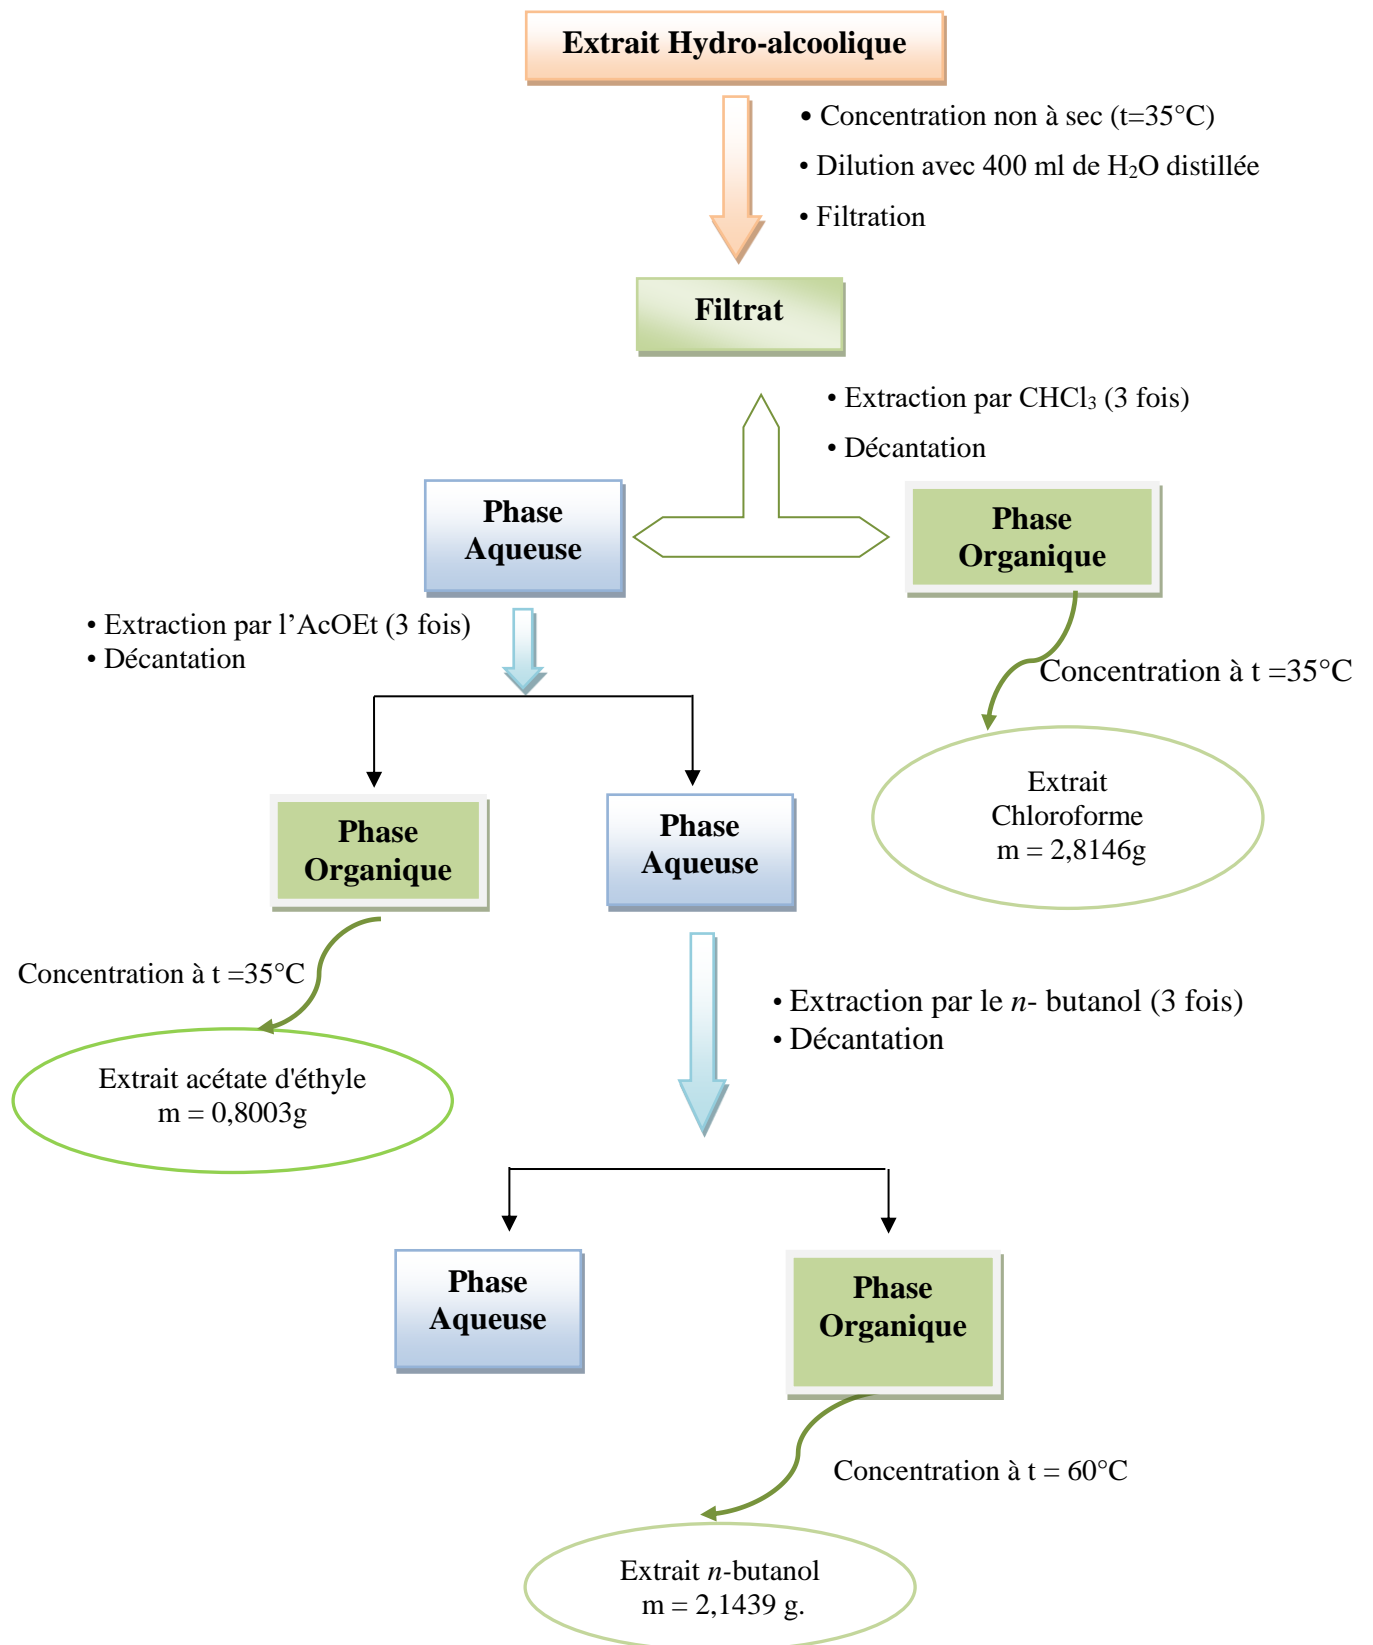 Extrait Hydro-alcoolique
• Concentration non à sec (t=35°C)
• Dilution avec 400 ml de H₂O distillée
• Filtration
Filtrat
• Extraction par CHCl₃ (3 fois)
• Décantation
Phase
Aqueuse
Phase
Organique
• Extraction par l’AcOEt (3 fois)
• Décantation
Concentration à t =35°C
Extrait
Chloroforme
m = 2,8146g
Phase
Organique
Phase
Aqueuse
Concentration à t =35°C
• Extraction par le n- butanol (3 fois)
• Décantation
Extrait acétate d'éthyle
m = 0,8003g
Phase
Aqueuse
Phase
Organique
Concentration à t = 60°C
Extrait n-butanol
m = 2,1439 g.